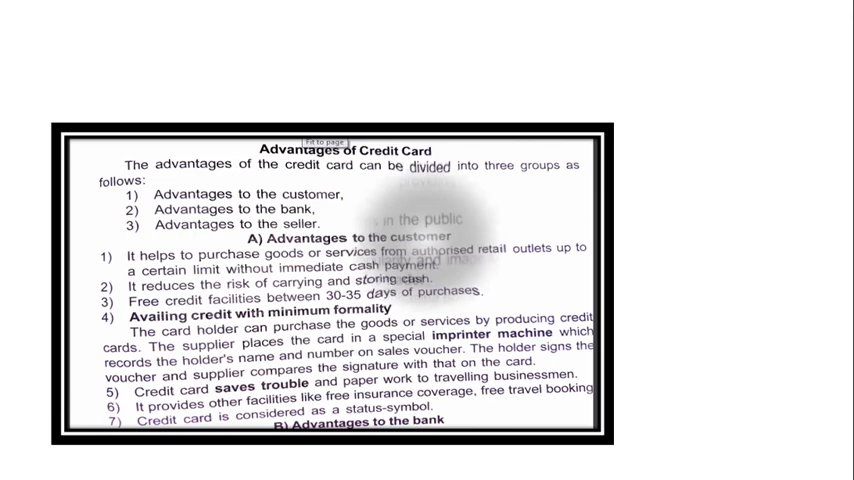 Fit to page
Advantages of Credit Card
The advantages of the credit card can be divided into three groups as
follows:
1) Advantages to the customer,
2) Advantages to the bank,
3) Advantages to the seller.
in the public
A) Advantages to the customer
1) It helps to purchase goods or services from authorised retail outlets up to
a certain limit without immediate cash payment.
and
2) It reduces the risk of carrying and storing cash.
3) Free credit facilities between 30-35 days of purchases.
4) Availing credit with minimum formality
The card holder can purchase the goods or services by producing credit
cards. The supplier places the card in a special imprinter machine which
records the holder's name and number on sales voucher. The holder signs the
voucher and supplier compares the signature with that on the card.
5) Credit card saves trouble and paper work to travelling businessmen.
6) It provides other facilities like free insurance coverage, free travel booking
7) Credit card is considered as a status-symbol.
B) Advantages to the bank